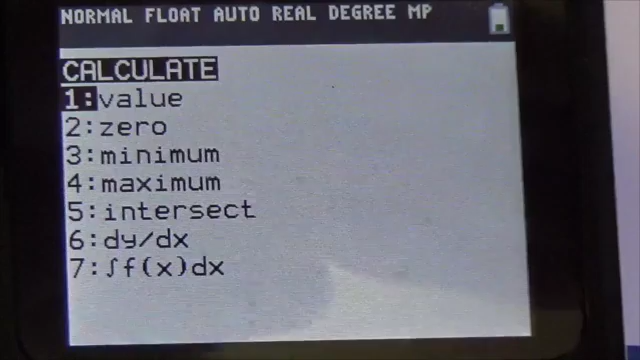 NORMAL FLOAT AUTO REAL DEGREE MP
CALCULATE
1:value
2:zero
3:minimum
4:maximum
5:intersect
6:dy/dx
7:∫f(x)dx